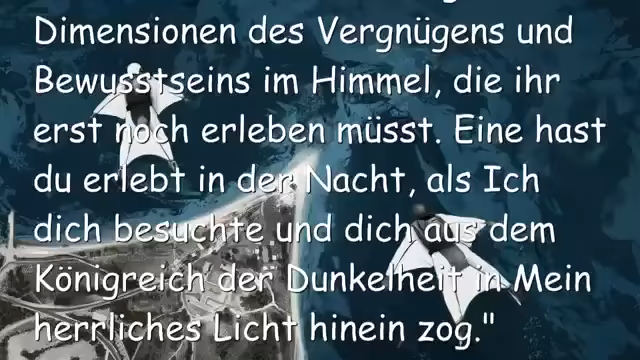 Dimensionen des Vergnügens und
Bewusstseins im Himmel, die ihr
erst noch erleben müsst. Eine hast
du erlebt in der Nacht, als Ich
dich besuchte und dich aus dem
Königreich der Dunkelheit in Mein
herrliches Licht hinein zog."